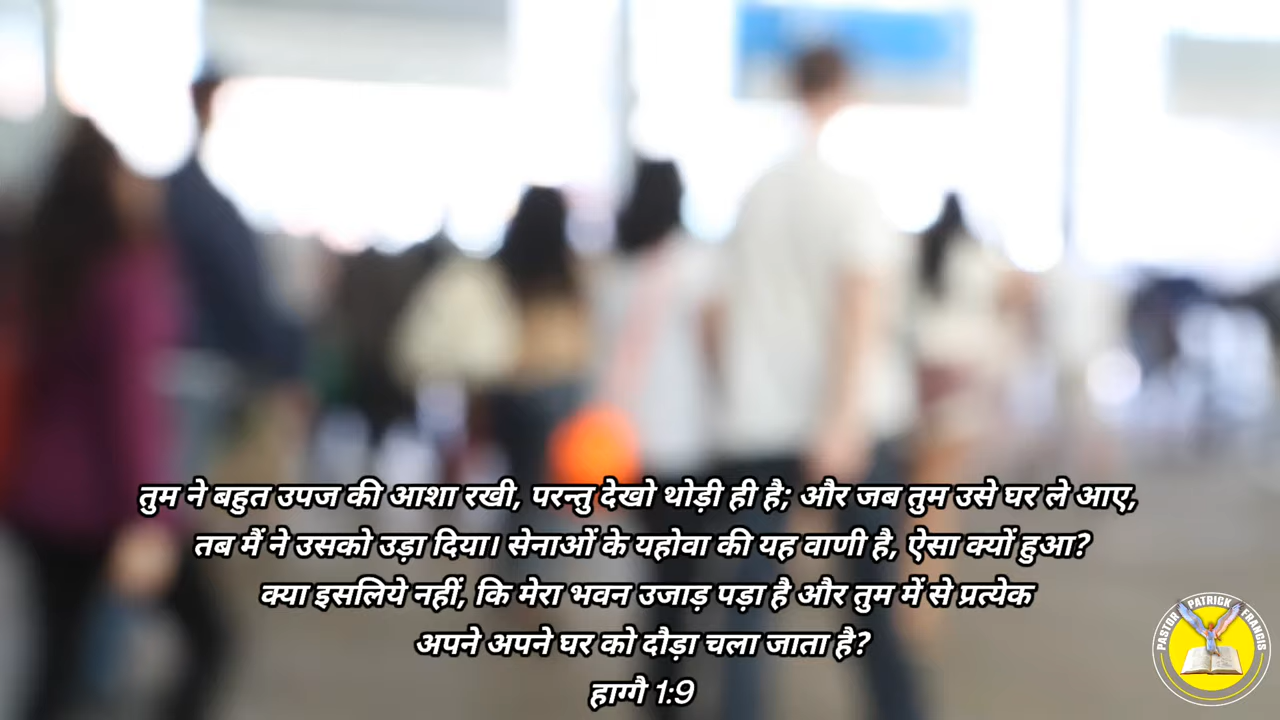 तुम ने बहुत उपज की आशा रखी, परन्तु देखो थोड़ी ही है; और जब तुम उसे घर ले आए,
तब मैं ने उसको उड़ा दिया। सेनाओं के यहोवा की यह वाणी है, ऐसा क्यों हुआ?
क्या इसलिये नहीं, कि मेरा भवन उजाड़ पड़ा है और तुम में से प्रत्येक
अपने अपने घर को दौड़ा चला जाता है?
हाग्गै 1:9
PASTOR PATRICK FRANCIS